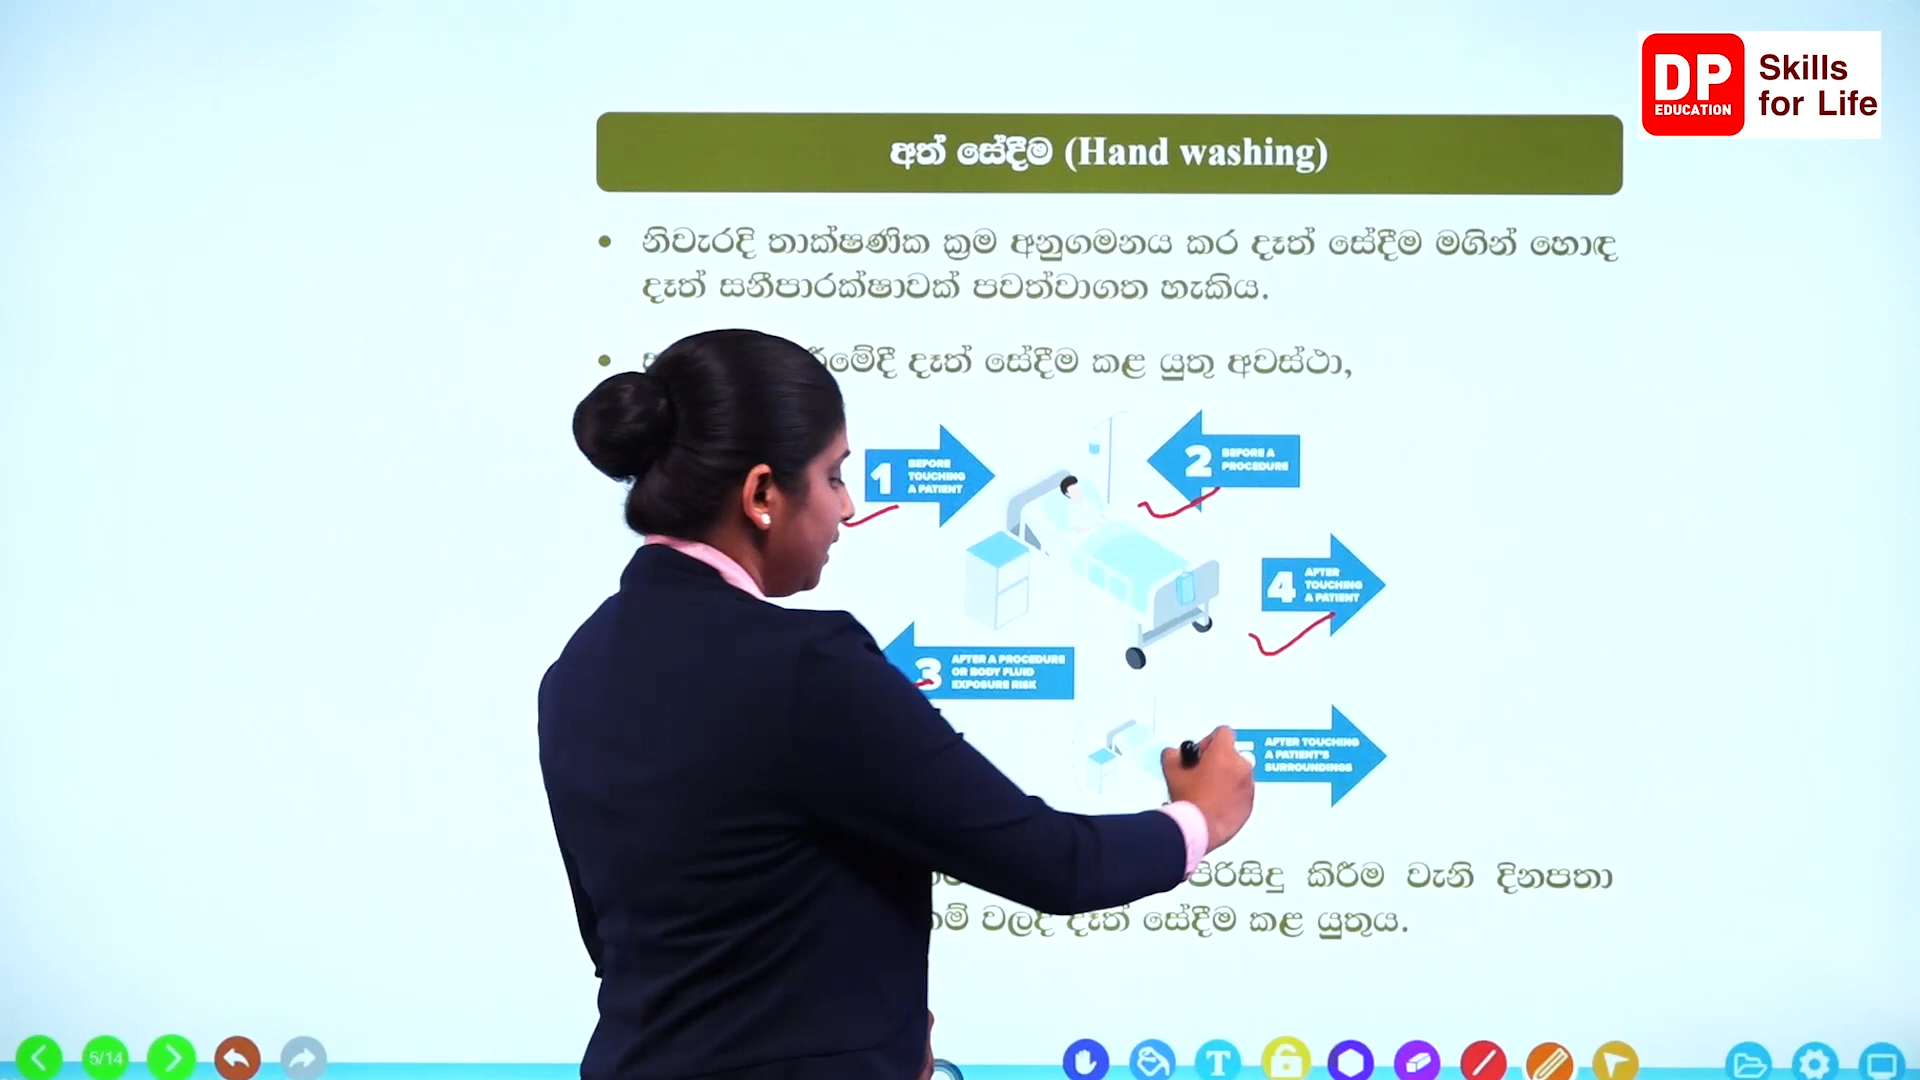 DP
EDUCATION
Skills
for Life
අත් සේදීම (Hand washing)
• නිවැරදි තාක්ෂණික ක්‍රම අනුගමනය කර දෑත් සේදීම මගින් හොඳ
දෑත් සනීපාරක්ෂාවක් පවත්වාගත හැකිය.
• දෑත් සේදීම කළ යුතු අවස්ථා,
1 BEFORE
TOUCHING
A PATIENT
2 BEFORE A
PROCEDURE
4 AFTER
TOUCHING
A PATIENT
3 AFTER A PROCEDURE
OR BODY FLUID
EXPOSURE RISK
AFTER TOUCHING
A PATIENT'S
SURROUNDINGS
පිරිසිදු කිරීම වැනි දිනපතා
වලදී දෑත් සේදීම කළ යුතුය.
5/14
T